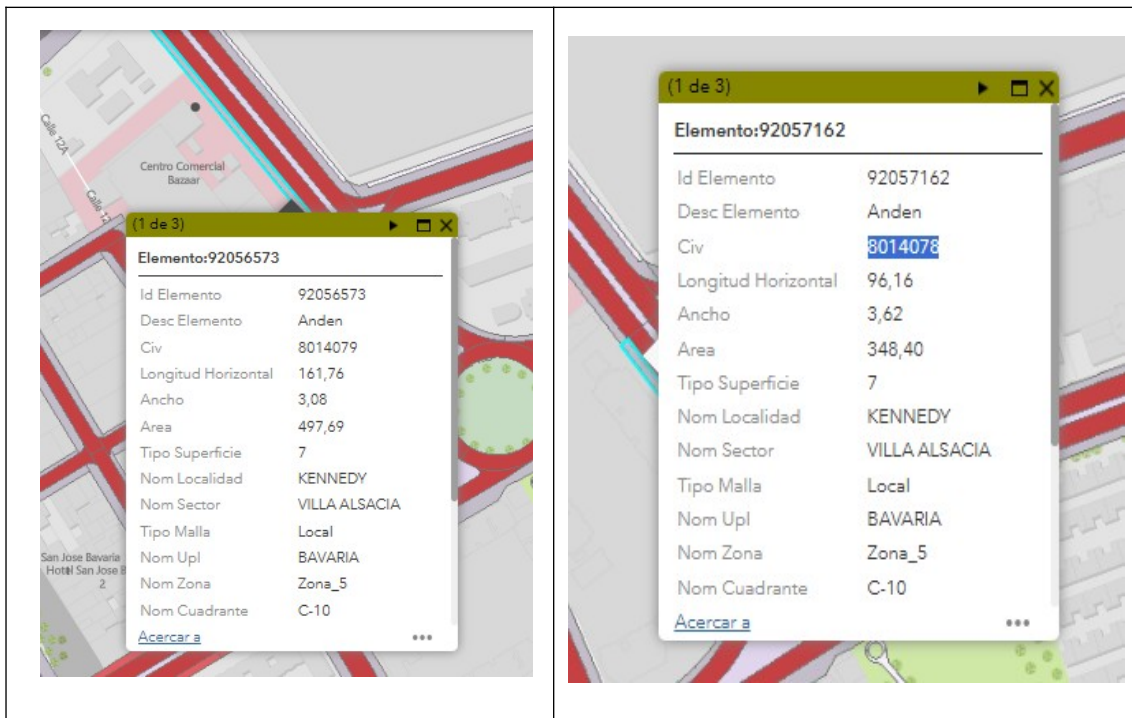 Calle 12A
Centro Comercial
Bazaar
(1 de 3)
Elemento:92056573
Id Elemento 92056573
Desc Elemento Anden
Civ 8014079
Longitud Horizontal 161,76
Ancho 3,08
Area 497,69
Tipo Superficie 7
Nom Localidad KENNEDY
Nom Sector VILLA ALSACIA
Tipo Malla Local
Nom Upl BAVARIA
Nom Zona Zona_5
Nom Cuadrante C-10
Acercar a
San Jose Bavaria
Hotel San Jose
2
(1 de 3)
Elemento:92057162
Id Elemento 92057162
Desc Elemento Anden
Civ 8014078
Longitud Horizontal 96,16
Ancho 3,62
Area 348,40
Tipo Superficie 7
Nom Localidad KENNEDY
Nom Sector VILLA ALSACIA
Tipo Malla Local
Nom Upl BAVARIA
Nom Zona Zona_5
Nom Cuadrante C-10
Acercar a